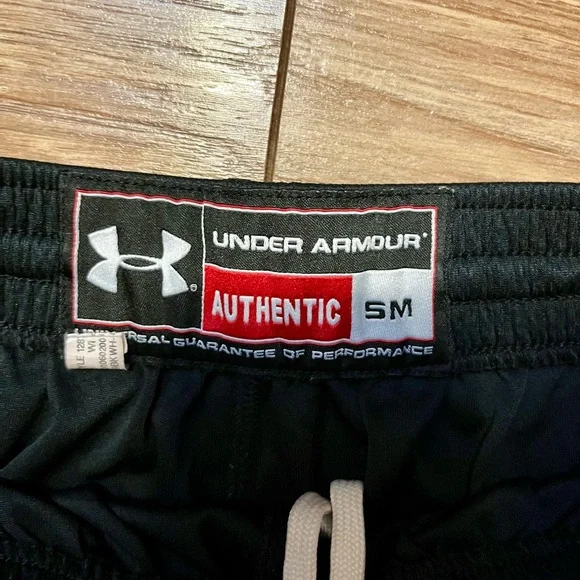 UNDER ARMOUR
AUTHENTIC SM
UNIVERSAL GUARANTEE OF PERFORMANCE